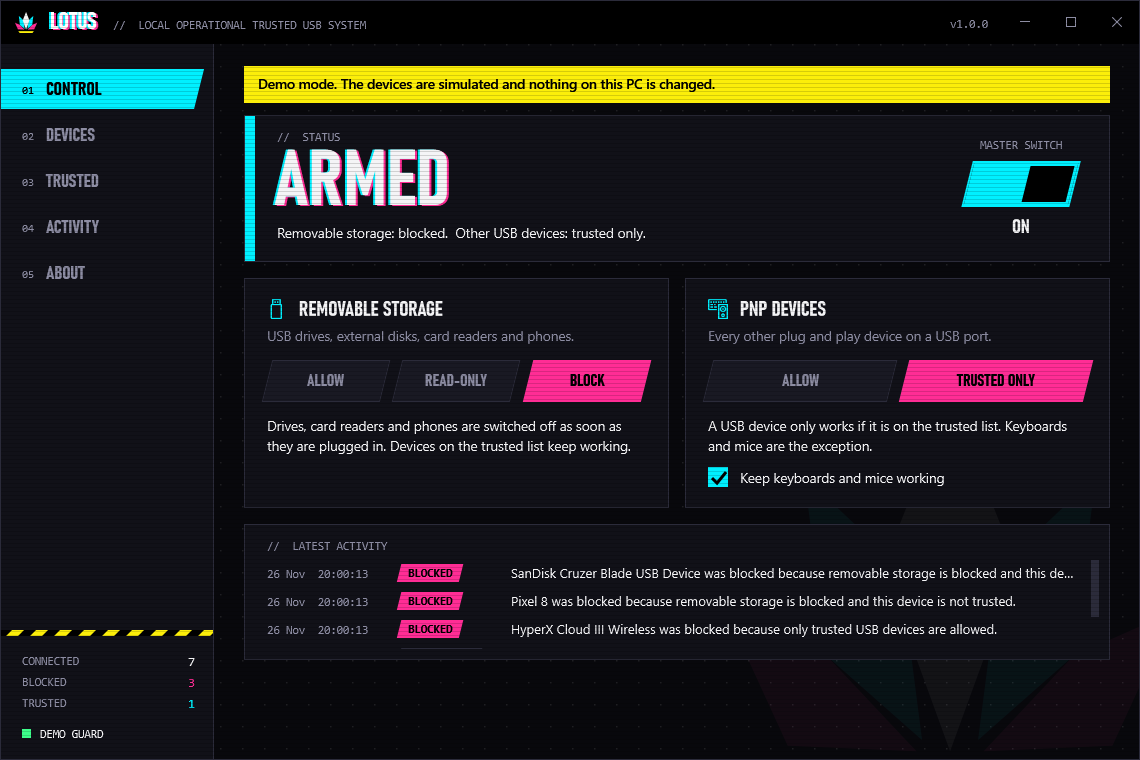 LOTUS // LOCAL OPERATIONAL TRUSTED USB SYSTEM
v1.0.0
01 CONTROL
02 DEVICES
03 TRUSTED
04 ACTIVITY
05 ABOUT
CONNECTED 7
BLOCKED 3
TRUSTED 1
DEMO GUARD
Demo mode. The devices are simulated and nothing on this PC is changed.
// STATUS
ARMED
Removable storage: blocked. Other USB devices: trusted only.
MASTER SWITCH
ON
REMOVABLE STORAGE
USB drives, external disks, card readers and phones.
ALLOW READ-ONLY BLOCK
Drives, card readers and phones are switched off as soon as
they are plugged in. Devices on the trusted list keep working.
PNP DEVICES
Every other plug and play device on a USB port.
ALLOW TRUSTED ONLY
A USB device only works if it is on the trusted list. Keyboards
and mice are the exception.
Keep keyboards and mice working
// LATEST ACTIVITY
26 Nov 20:00:13 BLOCKED SanDisk Cruzer Blade USB Device was blocked because removable storage is blocked and this de...
26 Nov 20:00:13 BLOCKED Pixel 8 was blocked because removable storage is blocked and this device is not trusted.
26 Nov 20:00:13 BLOCKED HyperX Cloud III Wireless was blocked because only trusted USB devices are allowed.